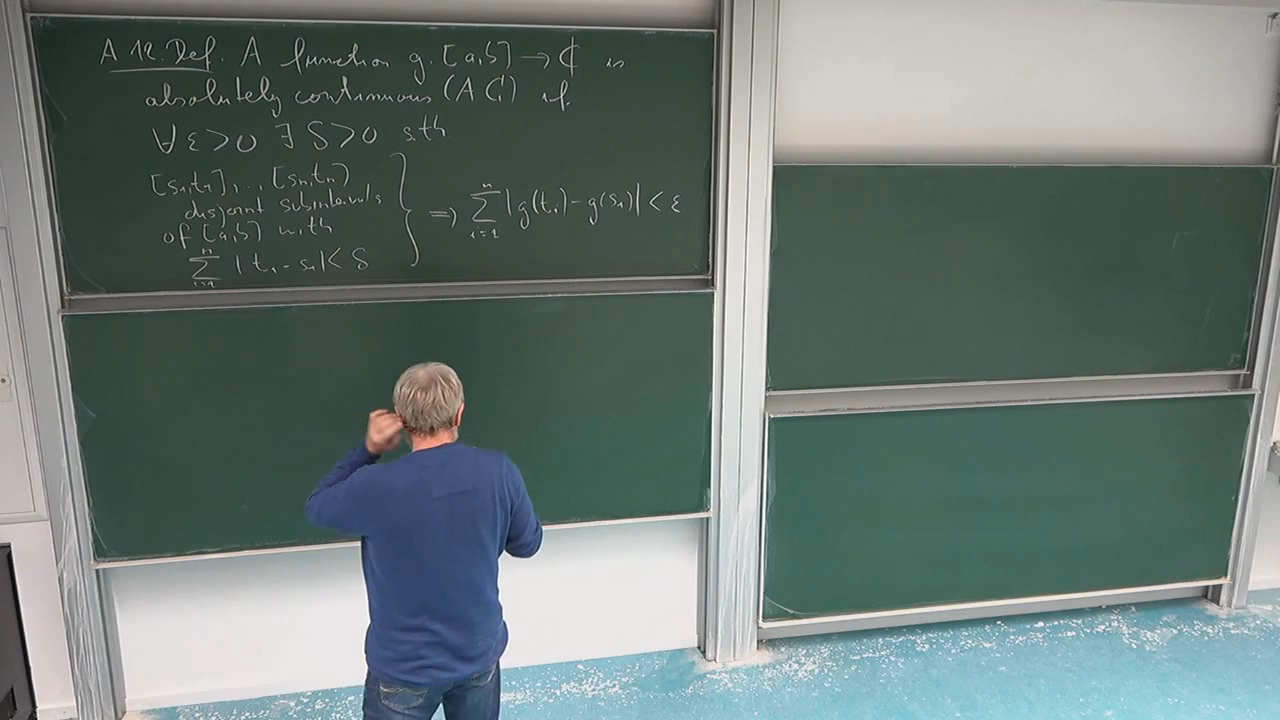 A 12. Def. A function g: [a,b] → ℂ is
absolutely continuous (AC) if
∀ ε > 0 ∃ δ > 0 s.th
[s₁,t₁], .., [sₙ,tₙ]
disjoint subintervals
of [a,b] with
∑ᵢ₌₁ⁿ |tᵢ - sᵢ| < δ } ⟹ ∑ᵢ₌₁ⁿ |g(tᵢ) - g(sᵢ)| < ε